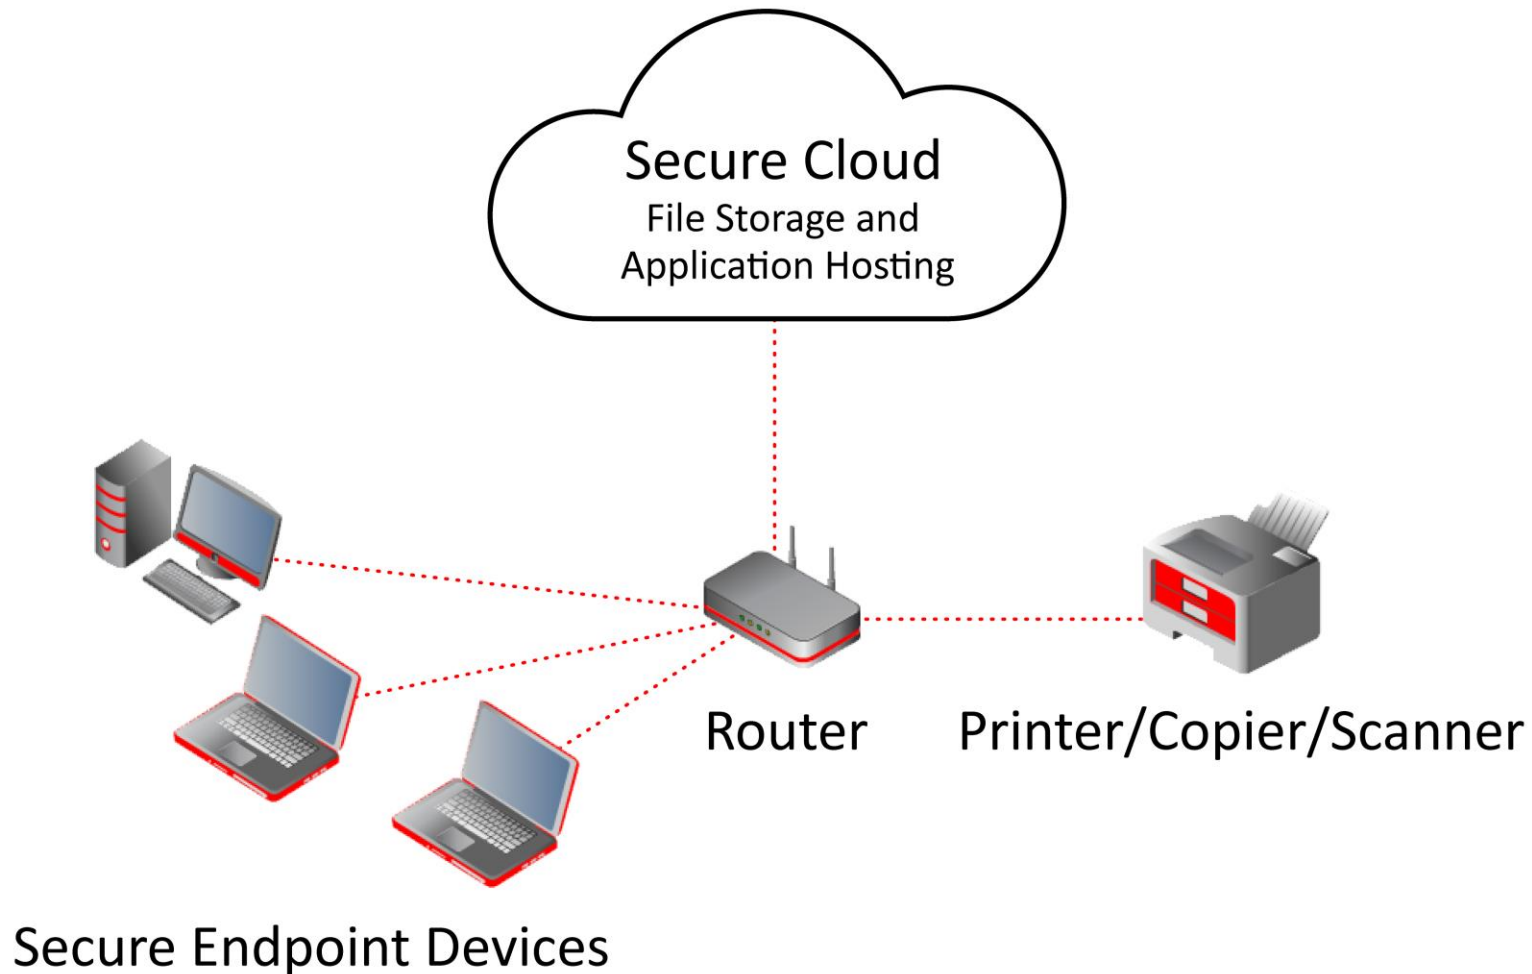 Secure Cloud
File Storage and
Application Hosting
Router
Printer/Copier/Scanner
Secure Endpoint Devices